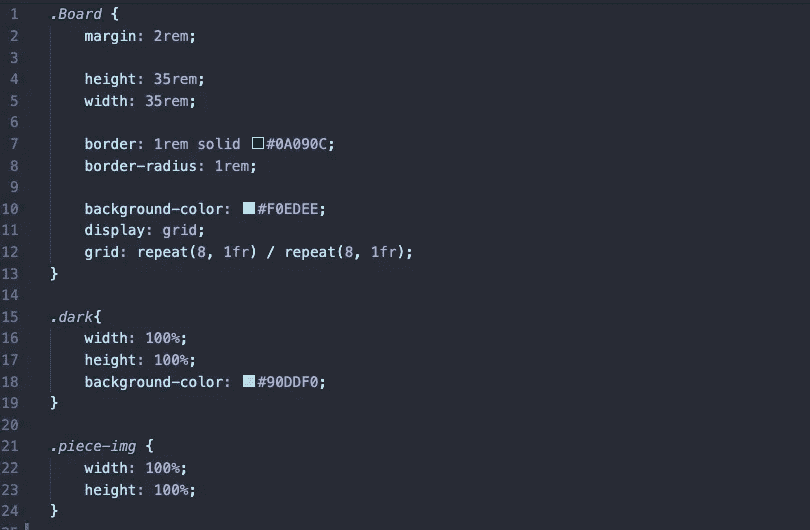 1 .Board {
2 margin: 2rem;
3
4 height: 35rem;
5 width: 35rem;
6
7 border: 1rem solid #0A090C;
8 border-radius: 1rem;
9
10 background-color: #F0EDEE;
11 display: grid;
12 grid: repeat(8, 1fr) / repeat(8, 1fr);
13 }
14
15 .dark{
16 width: 100%;
17 height: 100%;
18 background-color: #90DDF0;
19 }
20
21 .piece-img {
22 width: 100%;
23 height: 100%;
24 }
25